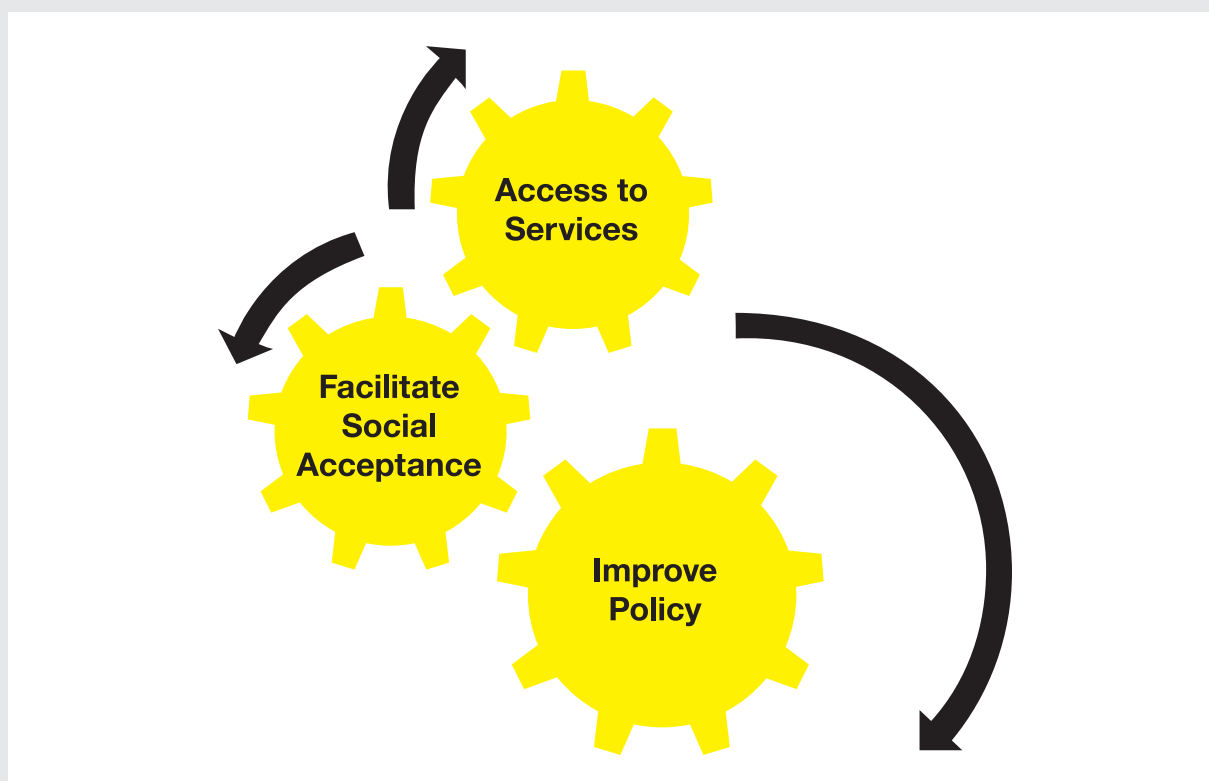 Access to
Services
Facilitate
Social
Acceptance
Improve
Policy